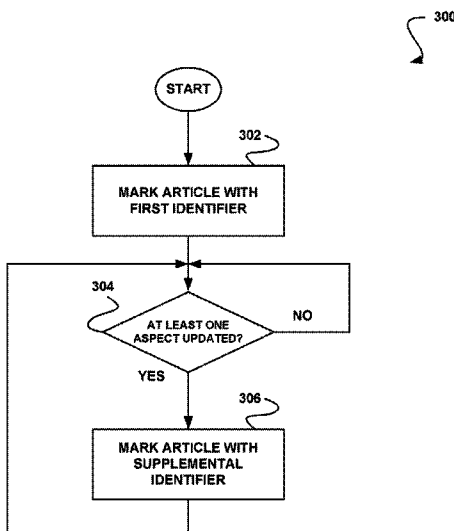 300
START
302
MARK ARTICLE WITH
FIRST IDENTIFIER
304
AT LEAST ONE
ASPECT UPDATED?
NO
YES
306
MARK ARTICLE WITH
SUPPLEMENTAL
IDENTIFIER